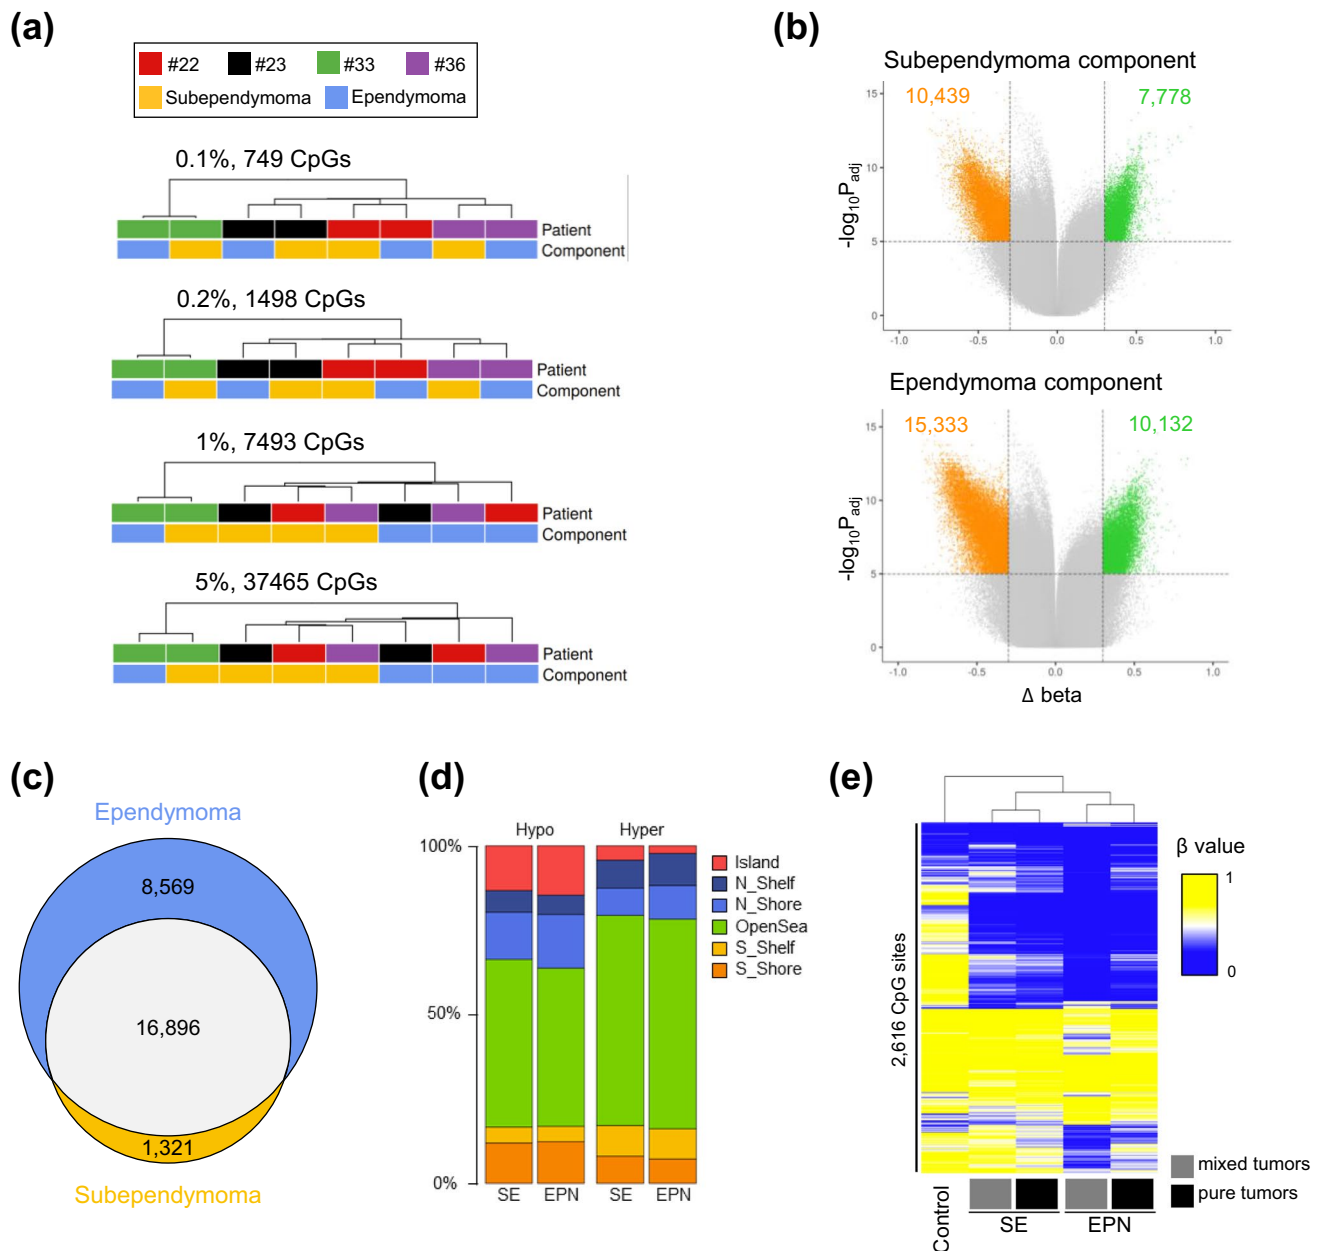 (a)
#22 #23 #33 #36
Subependymoma Ependymoma
0.1%, 749 CpGs
Patient
Component
0.2%, 1498 CpGs
Patient
Component
1%, 7493 CpGs
Patient
Component
5%, 37465 CpGs
Patient
Component
(b)
Subependymoma component
10,439 7,778
15
10
5
0
-log10Padj
-1.0 -0.5 0.0 0.5 1.0
Ependymoma component
15,333 10,132
15
10
5
0
-log10Padj
-1.0 -0.5 0.0 0.5 1.0
Δ beta
(c)
Ependymoma
8,569
16,896
1,321
Subependymoma
(d)
Hypo Hyper
100%
50%
0%
SE EPN SE EPN
Island
N_Shelf
N_Shore
OpenSea
S_Shelf
S_Shore
(e)
2,616 CpG sites
β value
1
0
Control
SE EPN
mixed tumors
pure tumors